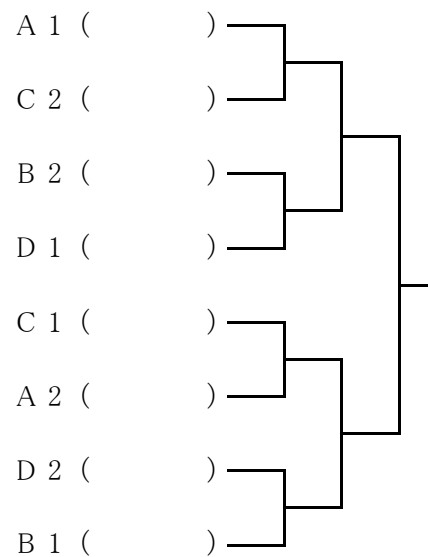 A 1 (　　　　)
C 2 (　　　　)
B 2 (　　　　)
D 1 (　　　　)
C 1 (　　　　)
A 2 (　　　　)
D 2 (　　　　)
B 1 (　　　　)